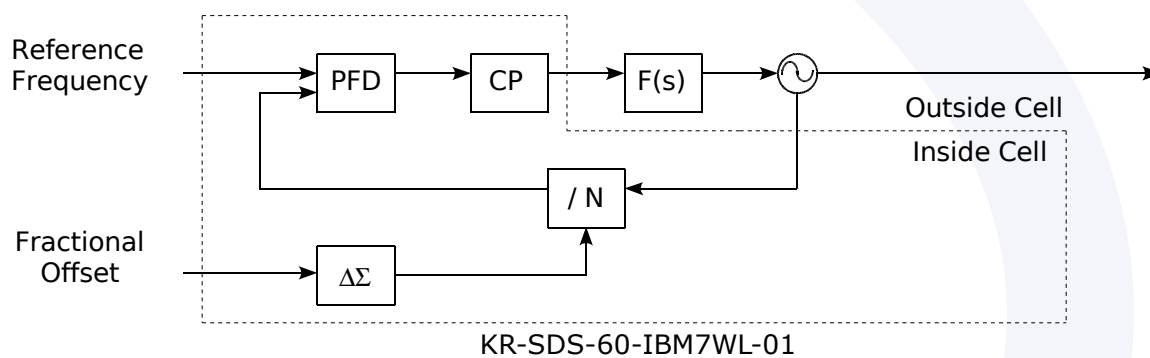 Reference
Frequency
PFD
CP
F(s)
Outside Cell
Inside Cell
/ N
Fractional
Offset
ΔΣ
KR-SDS-60-IBM7WL-01